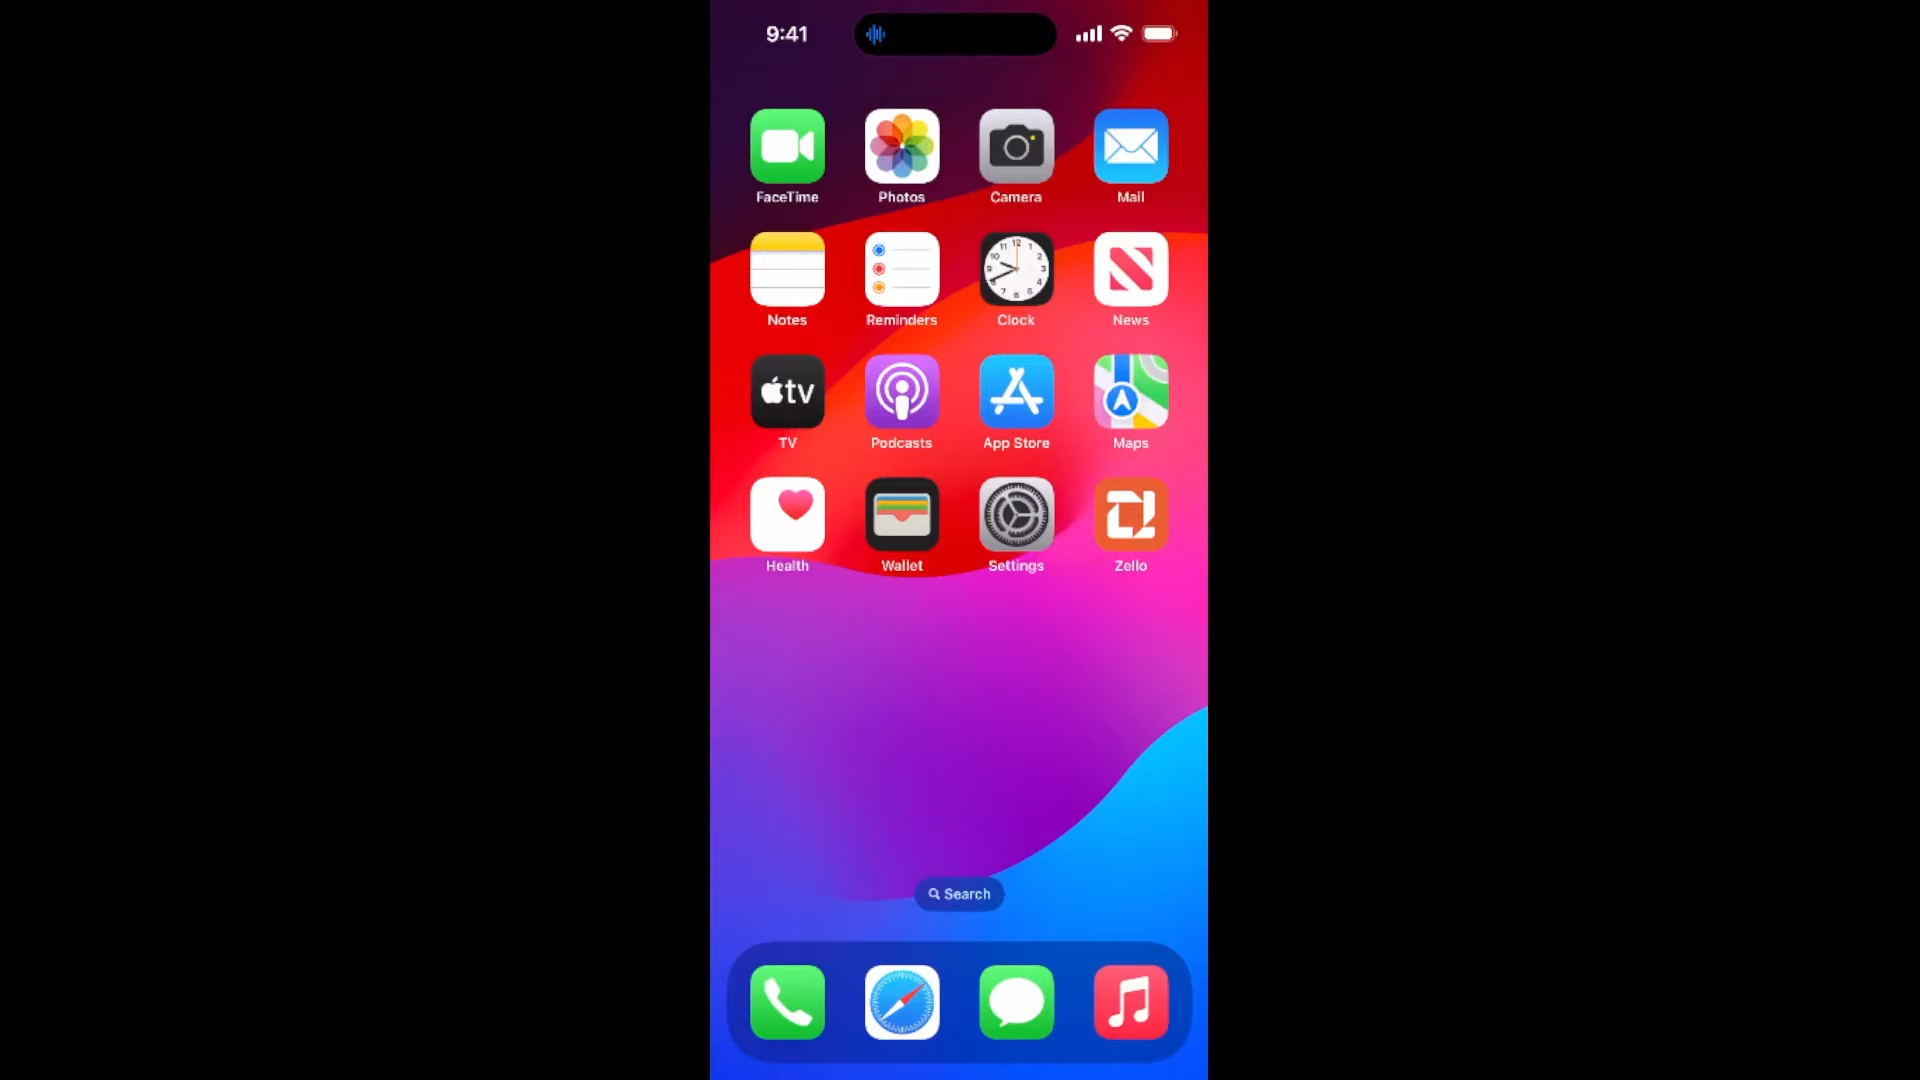 9:41
FaceTime Photos Camera Mail
Notes Reminders Clock News
tv
TV Podcasts App Store Maps
Health Wallet Settings Zello
Search